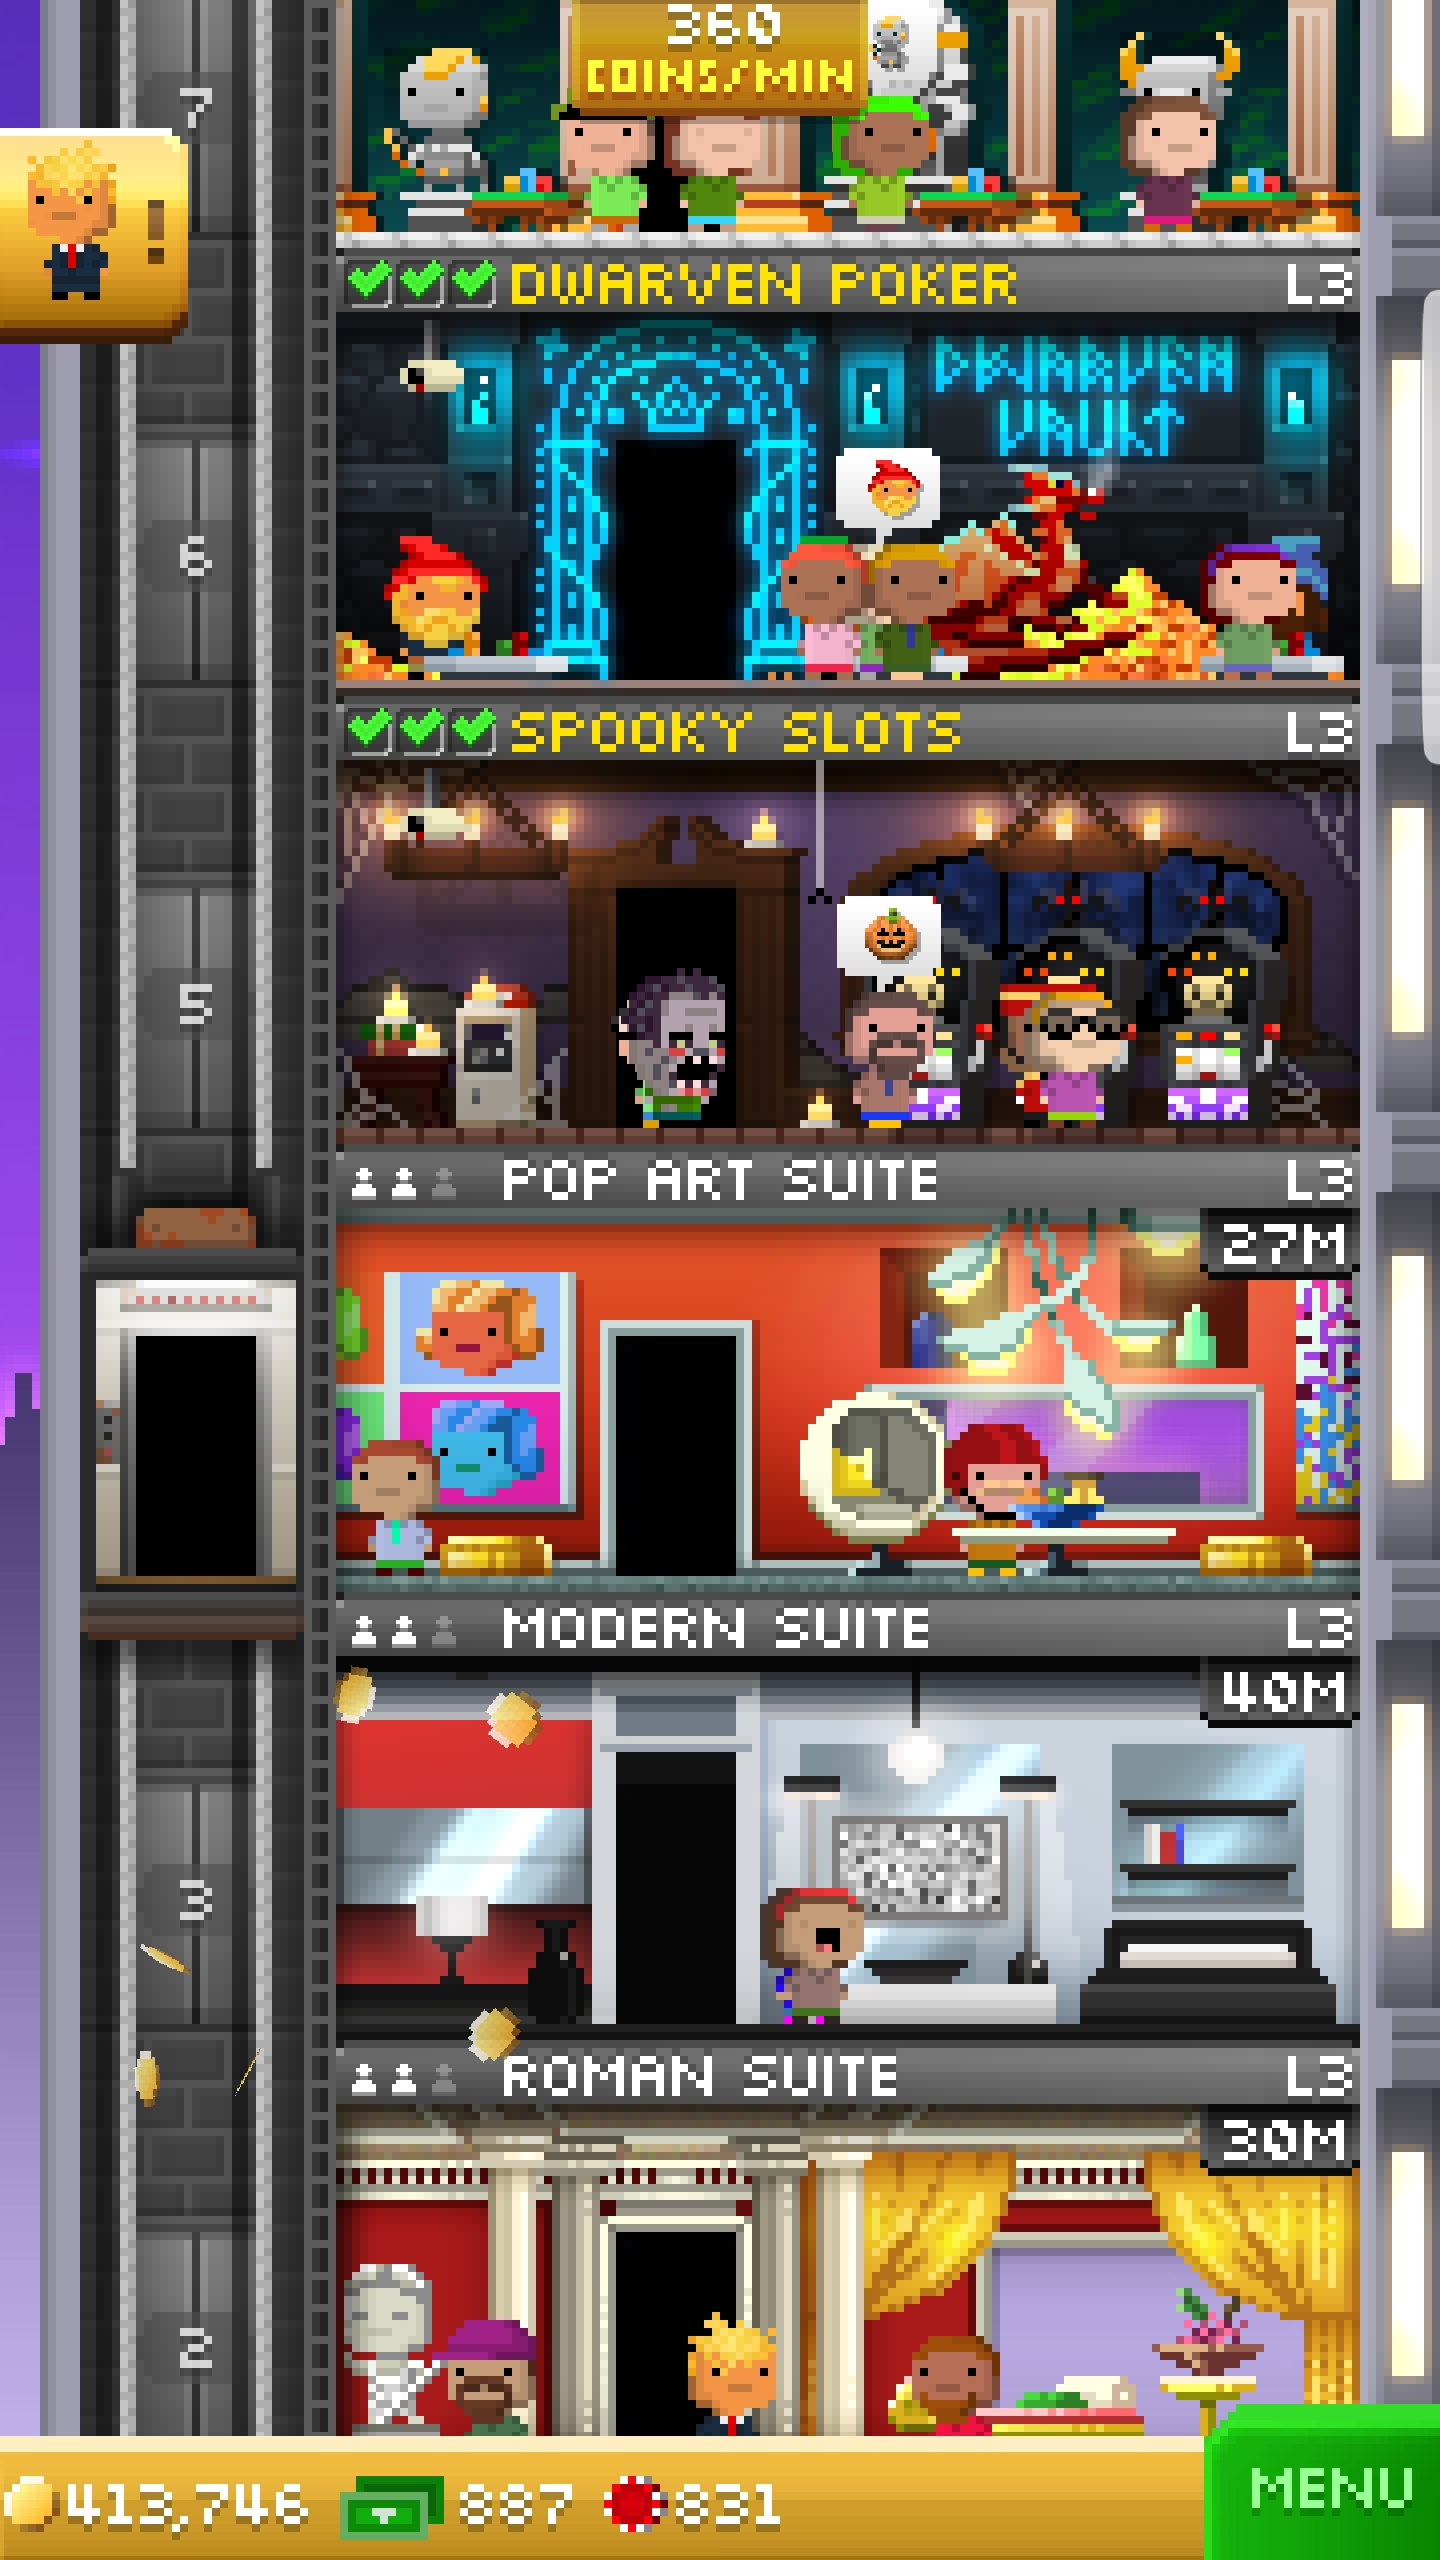 360
COINS/MIN
7
!
DWARVEN POKER L3
DWARVEN
VAULT
6
SPOOKY SLOTS L3
5
POP ART SUITE L3
27M
MODERN SUITE L3
40M
3
ROMAN SUITE L3
30M
2
413,746 887 831
MENU